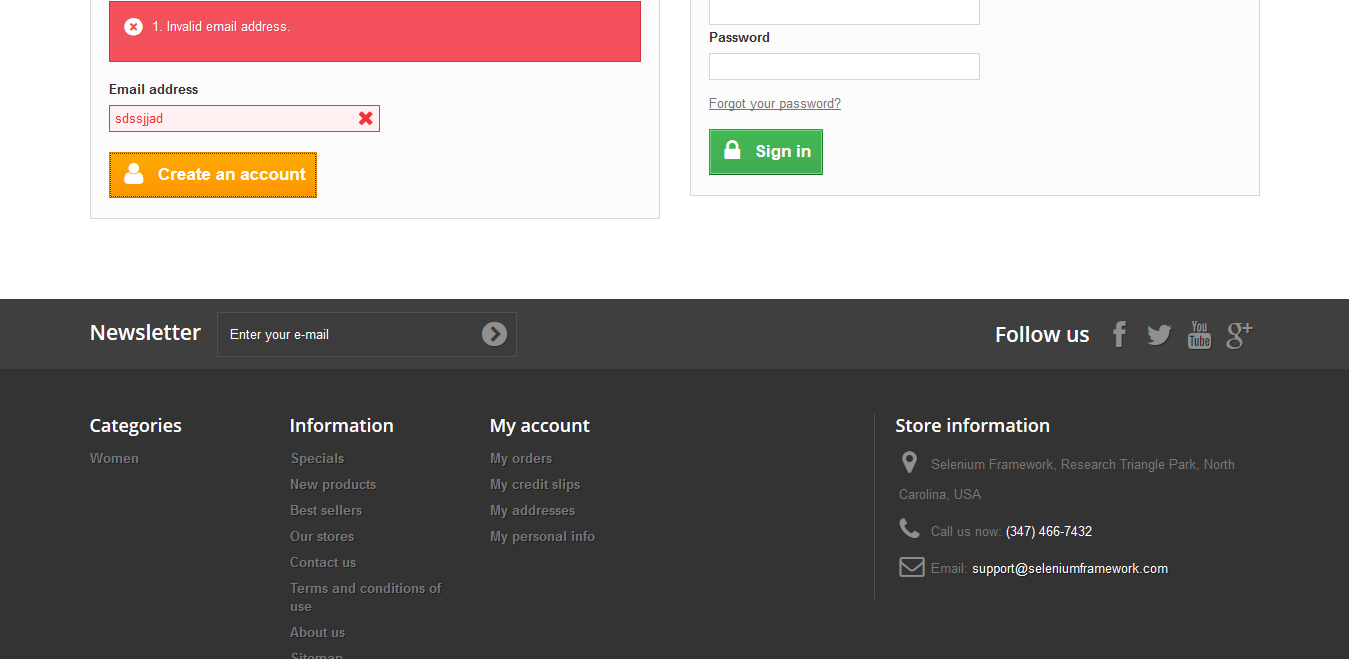 1. Invalid email address.
Email address
sdssjjad
Create an account
Password
Forgot your password?
Sign in
Newsletter
Enter your e-mail
Follow us
You
Tube
g+
Categories
Women
Information
Specials
New products
Best sellers
Our stores
Contact us
Terms and conditions of
use
About us
Sitemap
My account
My orders
My credit slips
My addresses
My personal info
Store information
Selenium Framework, Research Triangle Park, North
Carolina, USA
Call us now: (347) 466-7432
Email: support@seleniumframework.com